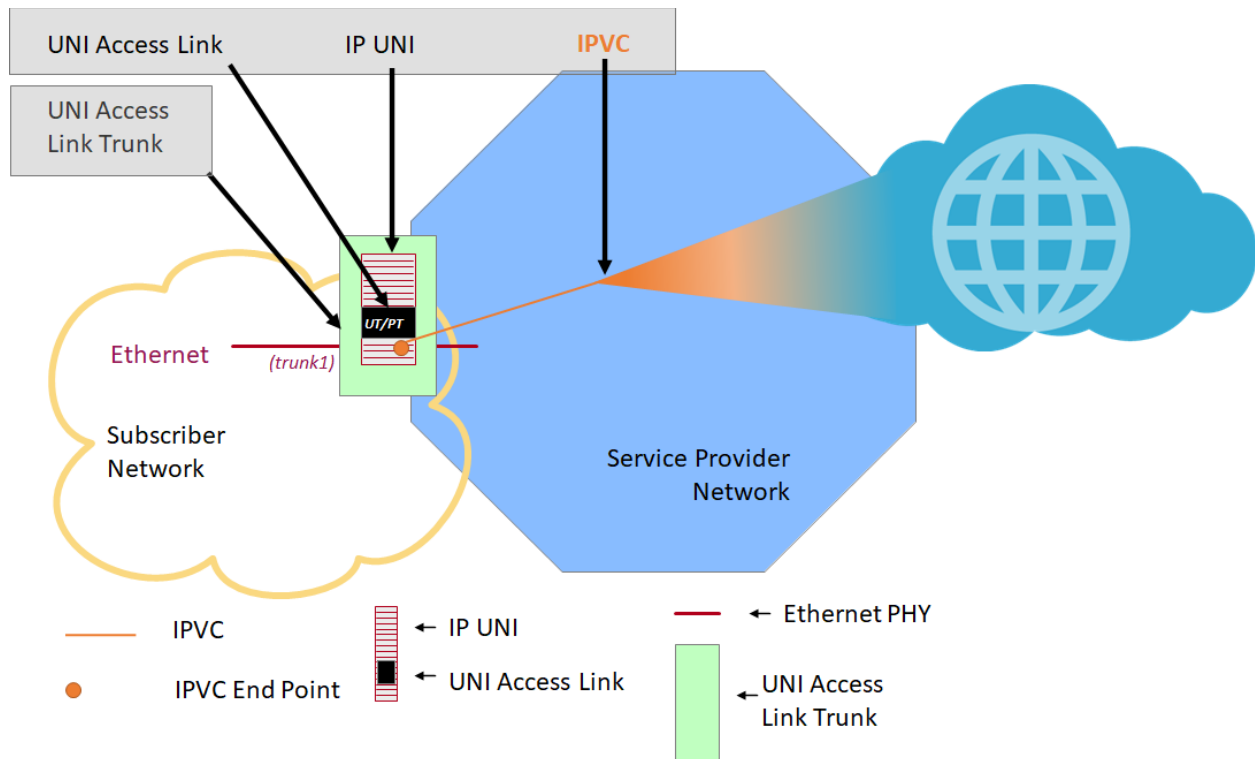 UNI Access Link
IP UNI
IPVC
UNI Access
Link Trunk
UT/PT
Ethernet
(trunk1)
Subscriber
Network
Service Provider
Network
IPVC
IPVC End Point
IP UNI
UNI Access Link
Ethernet PHY
UNI Access
Link Trunk